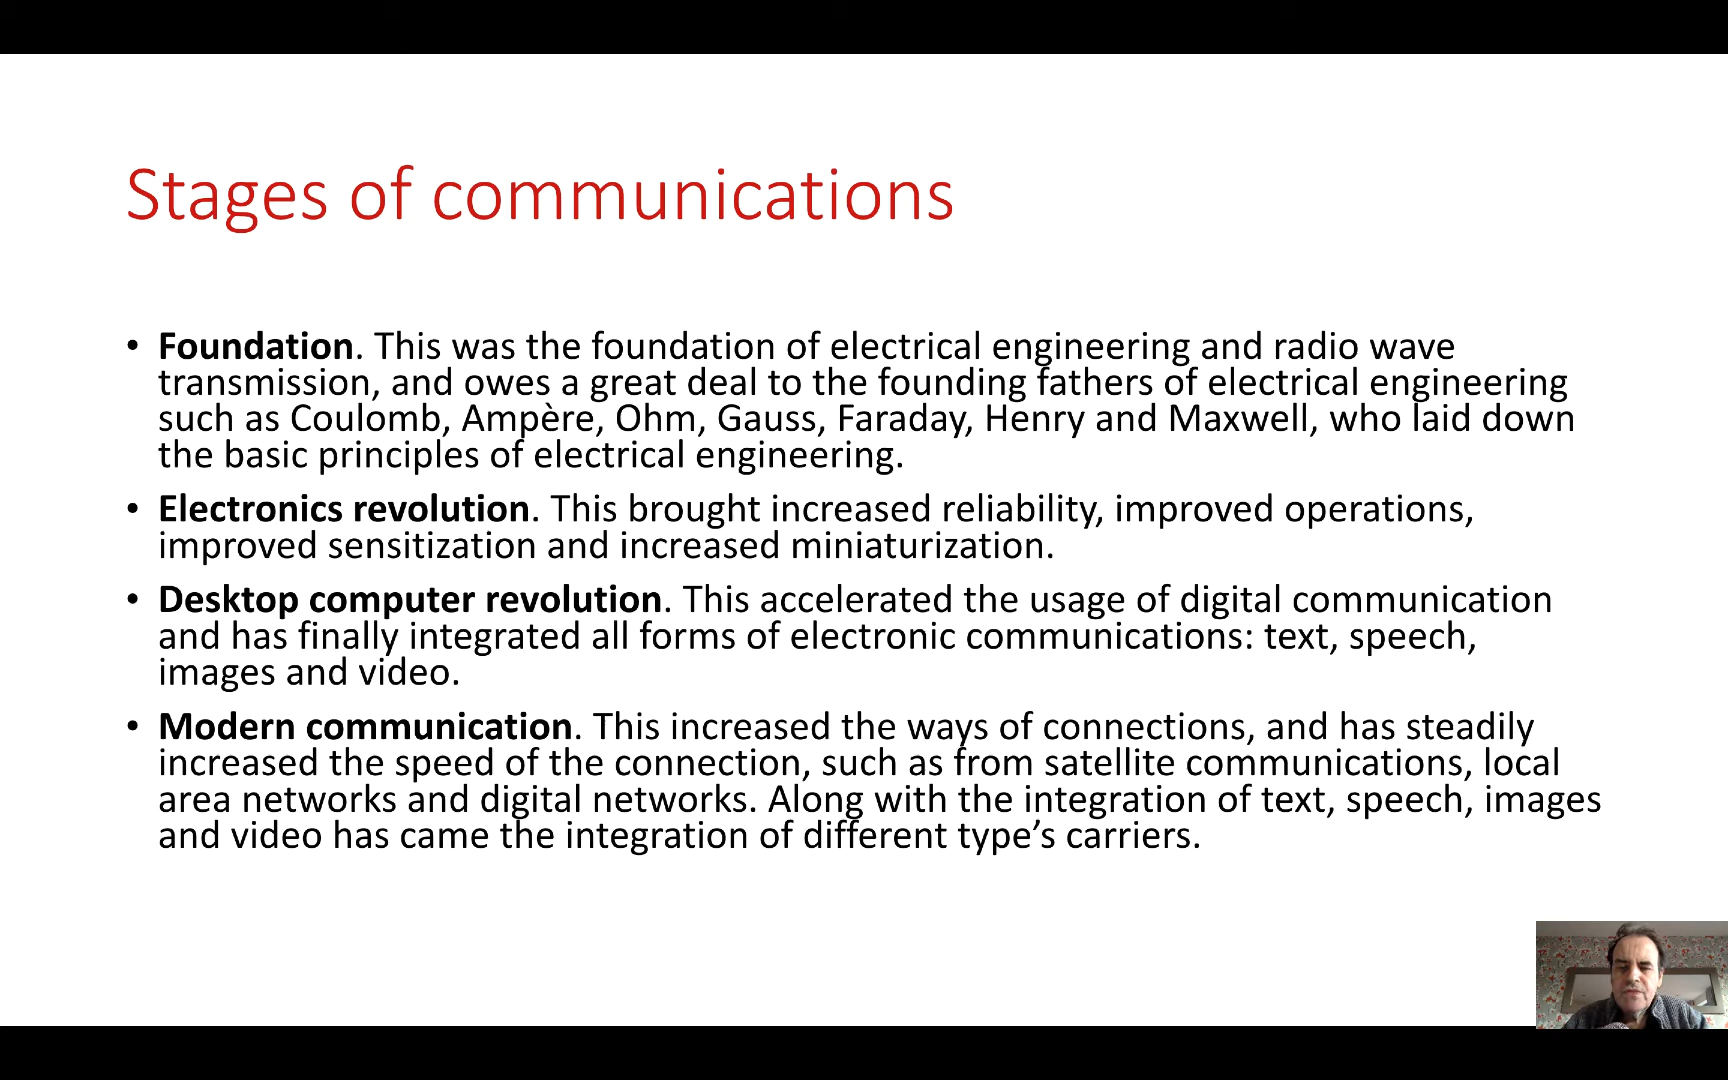 Stages of communications
• Foundation. This was the foundation of electrical engineering and radio wave
transmission, and owes a great deal to the founding fathers of electrical engineering
such as Coulomb, Ampère, Ohm, Gauss, Faraday, Henry and Maxwell, who laid down
the basic principles of electrical engineering.
• Electronics revolution. This brought increased reliability, improved operations,
improved sensitization and increased miniaturization.
• Desktop computer revolution. This accelerated the usage of digital communication
and has finally integrated all forms of electronic communications: text, speech,
images and video.
• Modern communication. This increased the ways of connections, and has steadily
increased the speed of the connection, such as from satellite communications, local
area networks and digital networks. Along with the integration of text, speech, images
and video has came the integration of different type’s carriers.